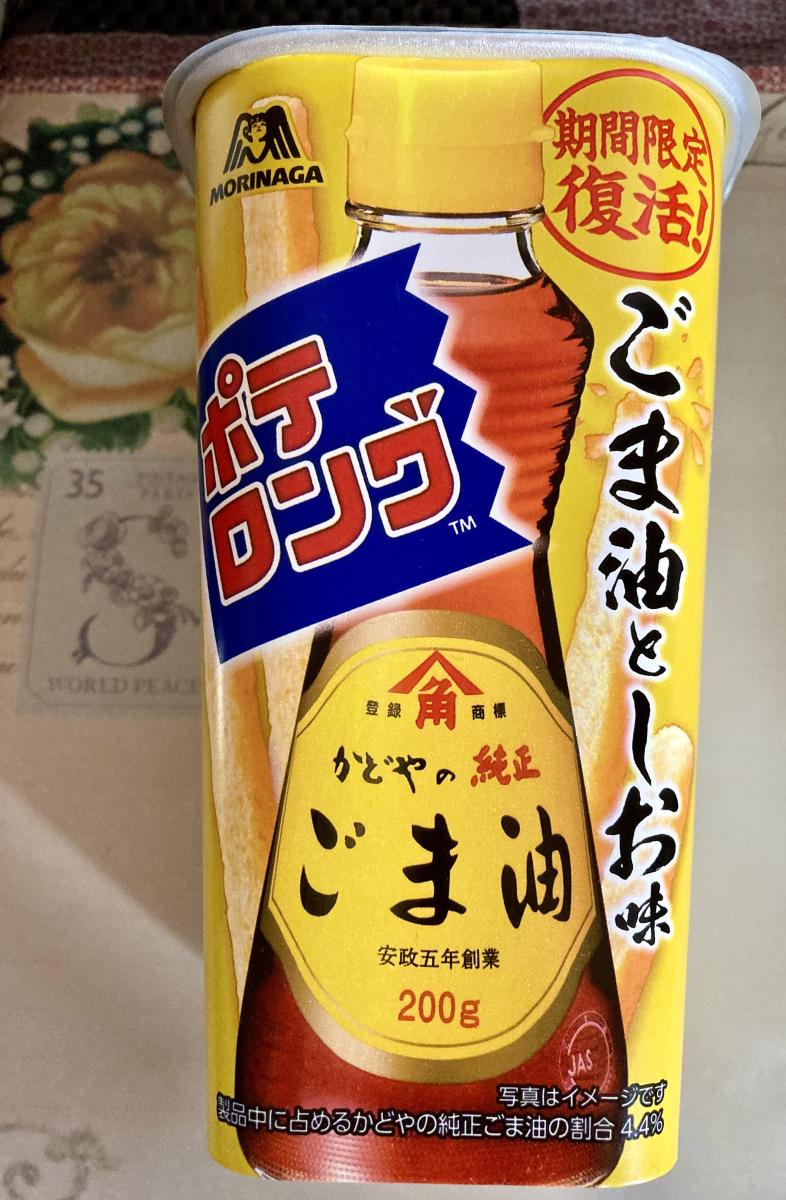 MORINAGA
期間限定
復活!
ポテ
ロング
TM
ごま油としお味
登録
角
商標
かどやの純正
ごま油
安政五年創業
200g
JAS
写真はイメージです
製品中に占めるかどやの純正ごま油の割合 4.4%
35
WORLD PEACE